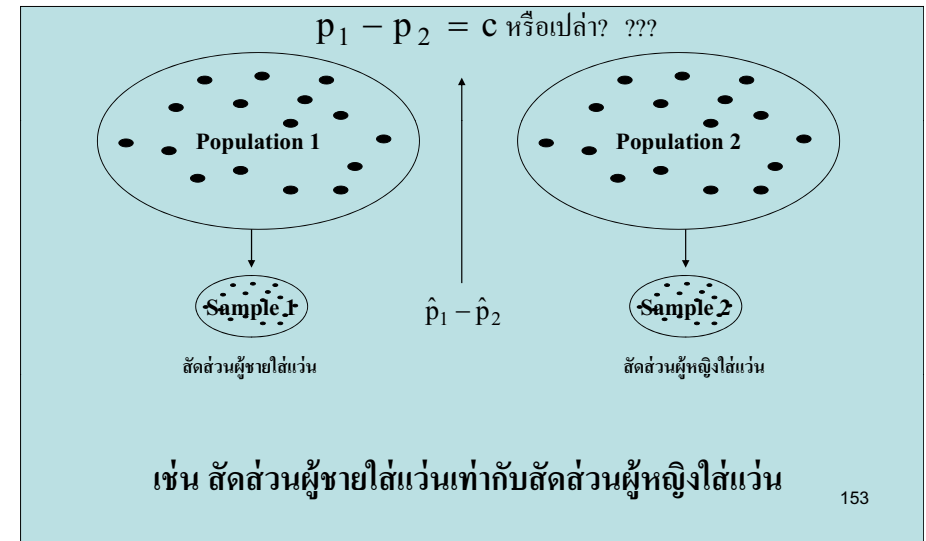 p₁ − p₂ = c หรือเปล่า? ???
Population 1
Population 2
Sample 1
p̂₁ − p̂₂
Sample 2
สัดส่วนผู้ชายใส่แว่น
สัดส่วนผู้หญิงใส่แว่น
เช่น สัดส่วนผู้ชายใส่แว่นเท่ากับสัดส่วนผู้หญิงใส่แว่น
153